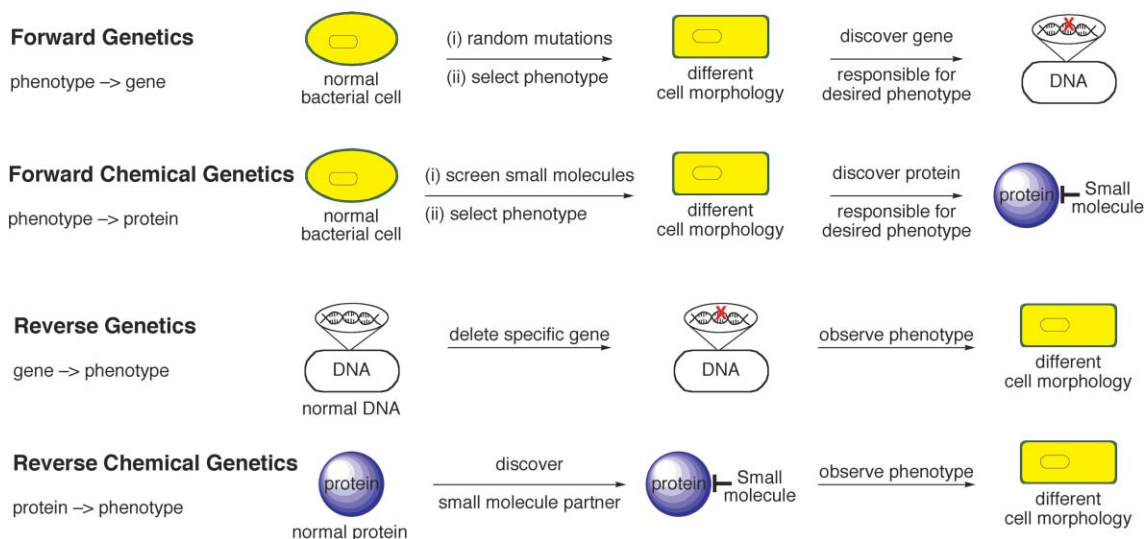 Forward Genetics
phenotype –> gene
normal
bacterial cell
(i) random mutations
(ii) select phenotype
different
cell morphology
discover gene
responsible for
desired phenotype
DNA
Forward Chemical Genetics
phenotype –> protein
normal
bacterial cell
(i) screen small molecules
(ii) select phenotype
different
cell morphology
discover protein
responsible for
desired phenotype
protein
Small
molecule
Reverse Genetics
gene –> phenotype
DNA
normal DNA
delete specific gene
DNA
observe phenotype
different
cell morphology
Reverse Chemical Genetics
protein –> phenotype
protein
normal protein
discover
small molecule partner
protein
Small
molecule
observe phenotype
different
cell morphology